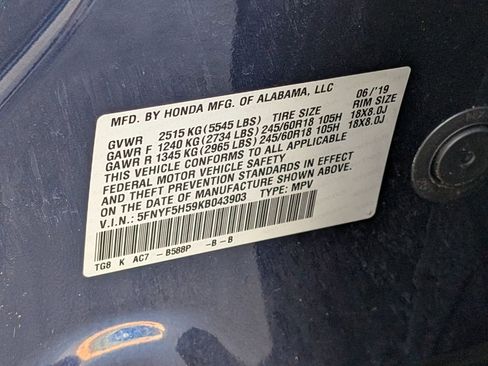 MFD. BY HONDA MFG. OF ALABAMA, LLC 06/'19
GVWR 2515 KG (5545 LBS) TIRE SIZE RIM SIZE
GAWR F 1240 KG (2734 LBS) 245/60R18 105H 18X8.0J
GAWR R 1345 KG (2965 LBS) 245/60R18 105H 18X8.0J
THIS VEHICLE CONFORMS TO ALL APPLICABLE
FEDERAL MOTOR VEHICLE SAFETY
AND THEFT PREVENTION STANDARDS IN EFFECT
ON THE DATE OF MANUFACTURE SHOWN ABOVE.
V.I.N.: 5FNYF5H59KB043903 TYPE: MPV
TG8 K AC7 -B588P -B-B